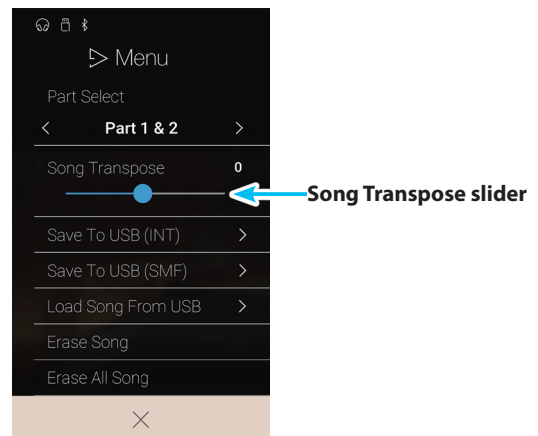 Menu
Part Select
< Part 1 & 2 >
Song Transpose 0
Song Transpose slider
Save To USB (INT) >
Save To USB (SMF) >
Load Song From USB >
Erase Song
Erase All Song